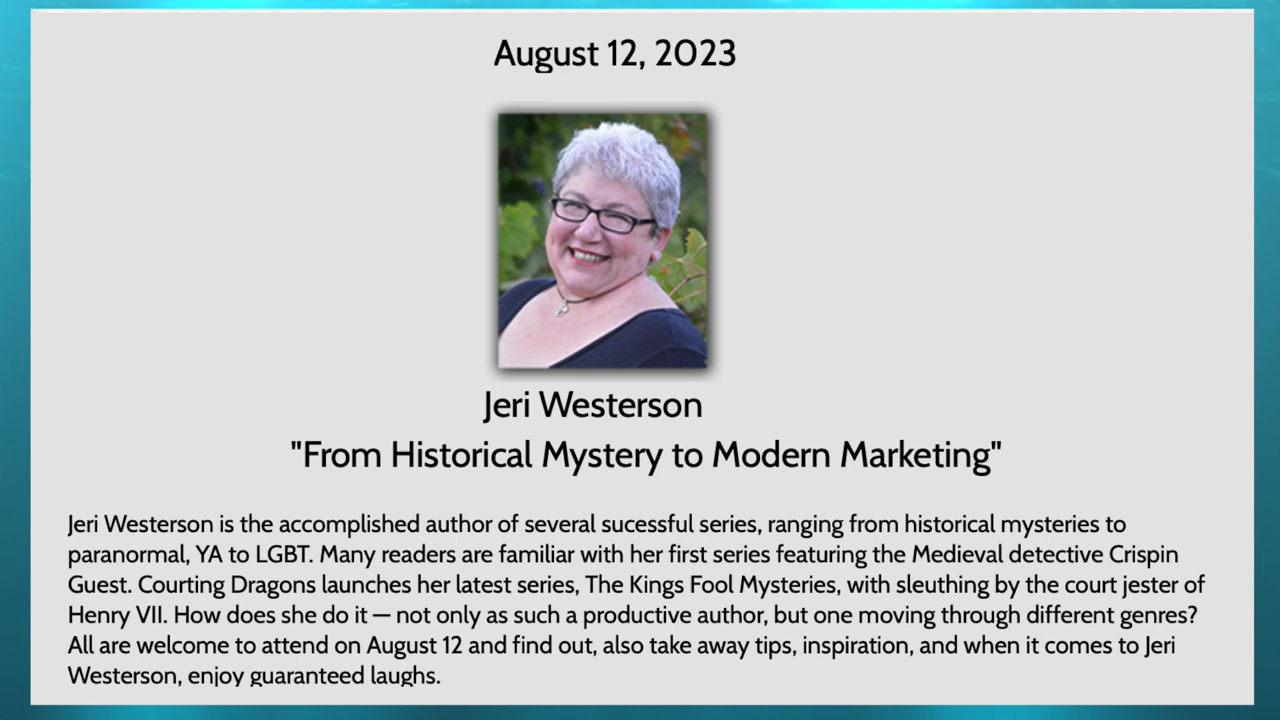 August 12, 2023
Jeri Westerson
"From Historical Mystery to Modern Marketing"
Jeri Westerson is the accomplished author of several sucessful series, ranging from historical mysteries to
paranormal, YA to LGBT. Many readers are familiar with her first series featuring the Medieval detective Crispin
Guest. Courting Dragons launches her latest series, The Kings Fool Mysteries, with sleuthing by the court jester of
Henry VII. How does she do it — not only as such a productive author, but one moving through different genres?
All are welcome to attend on August 12 and find out, also take away tips, inspiration, and when it comes to Jeri
Westerson, enjoy guaranteed laughs.